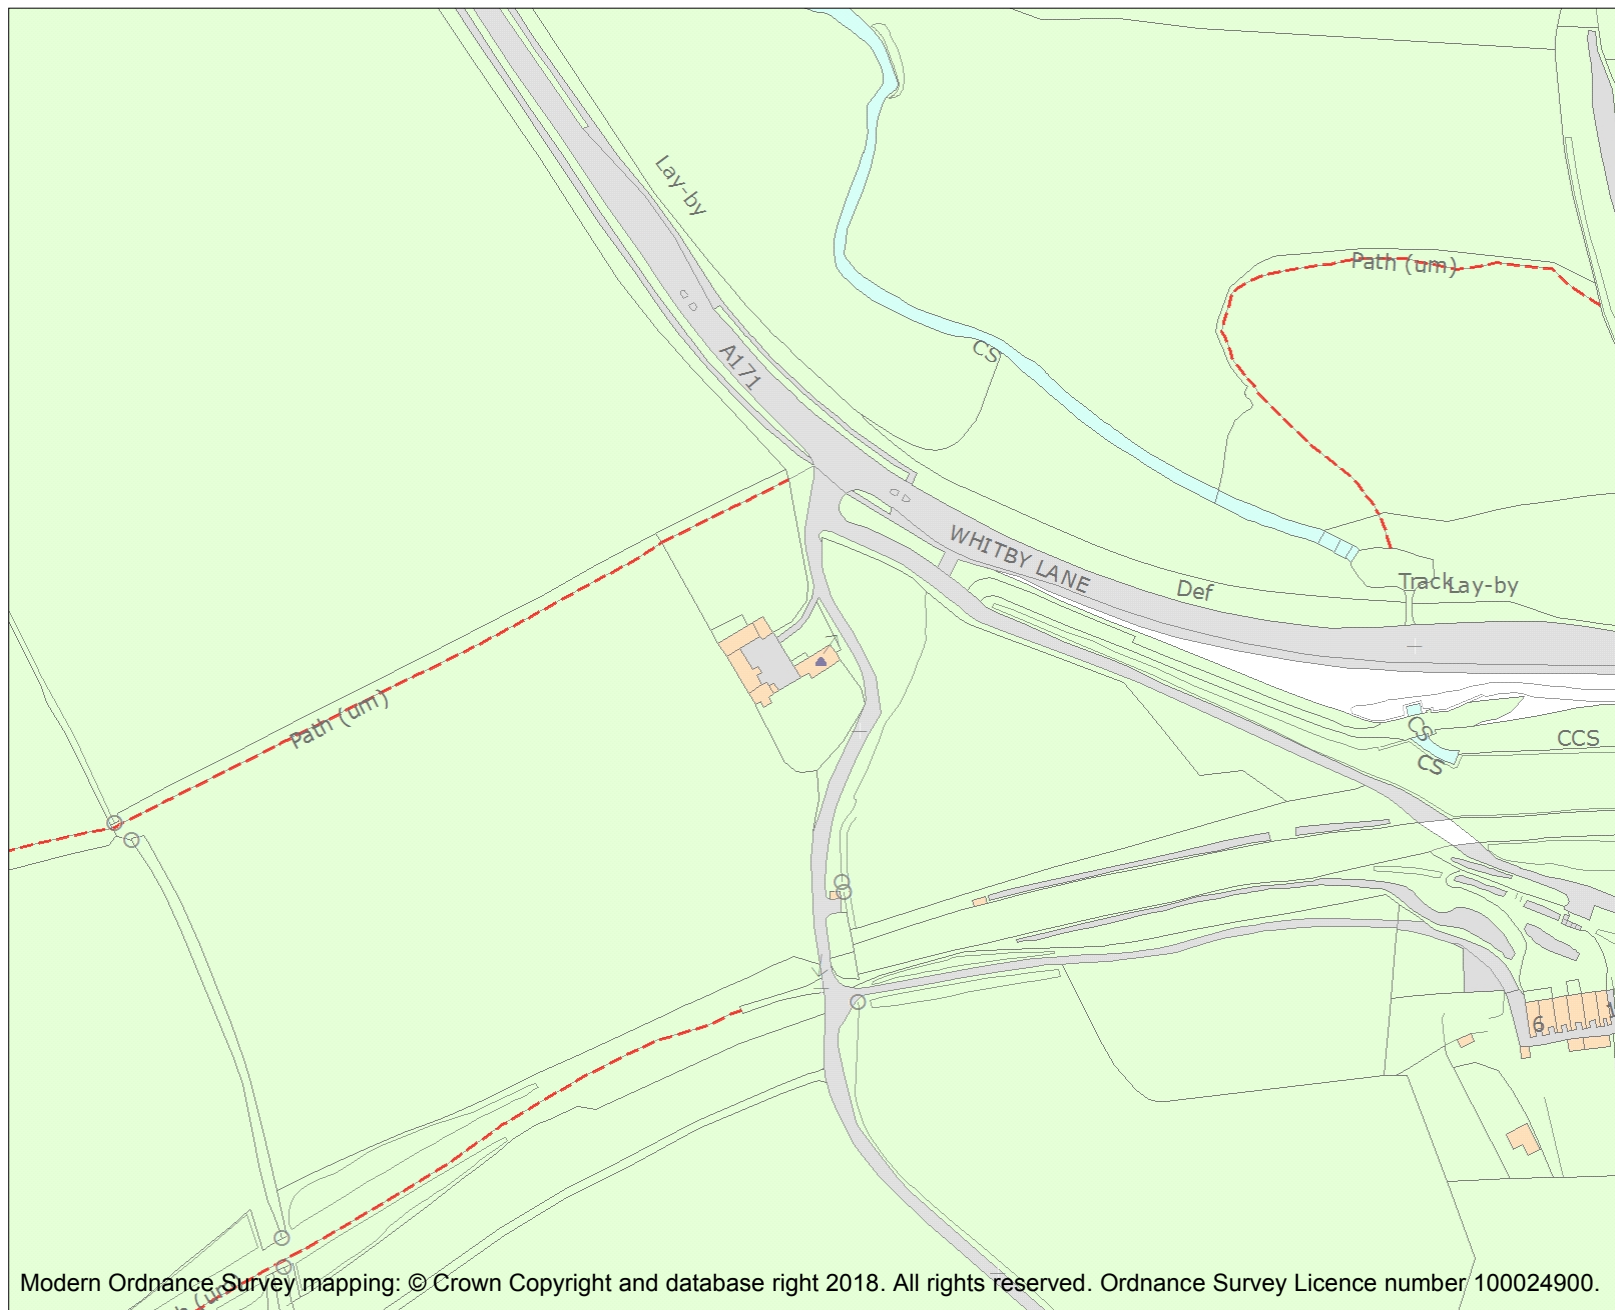 Lay-by
Path (um)
CS
A171
WHITBY LANE
Def
Track
Lay-by
Path (um)
CS
CS
CCS
6
Modern Ordnance Survey mapping: © Crown Copyright and database right 2018. All rights reserved. Ordnance Survey Licence number 100024900.